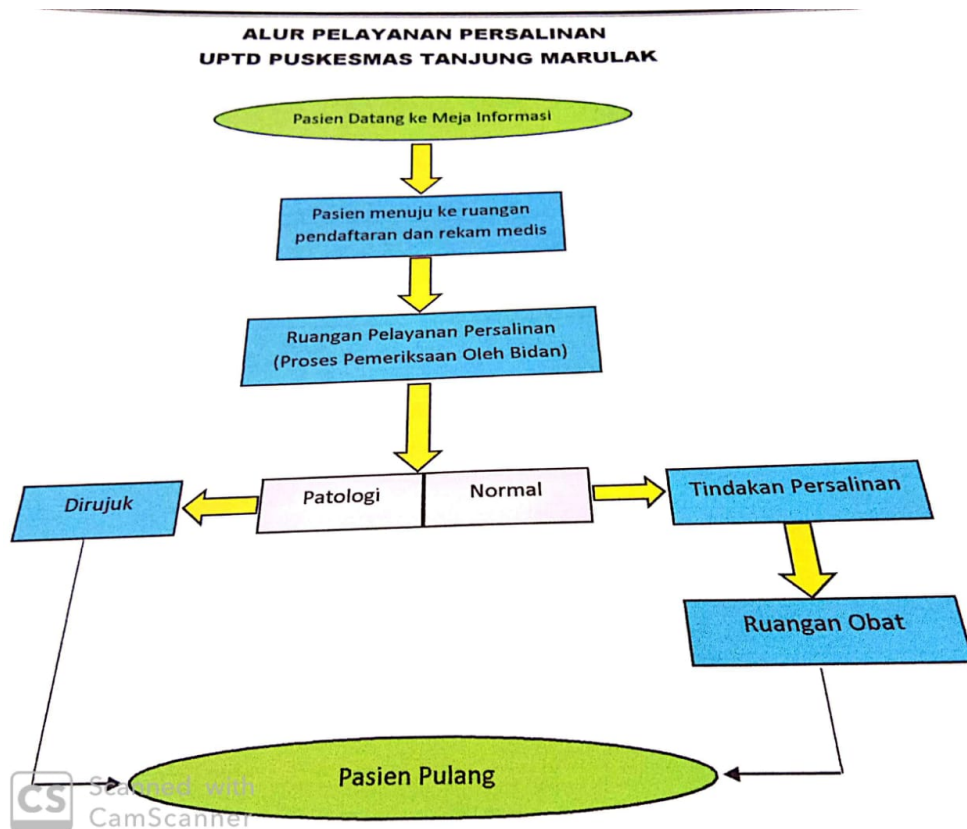 ALUR PELAYANAN PERSALINAN
UPTD PUSKESMAS TANJUNG MARULAK
Pasien Datang ke Meja Informasi
Pasien menuju ke ruangan
pendaftaran dan rekam medis
Ruangan Pelayanan Persalinan
(Proses Pemeriksaan Oleh Bidan)
Dirujuk
Patologi
Normal
Tindakan Persalinan
Ruangan Obat
Pasien Pulang
CS
Scanned with
CamScanner